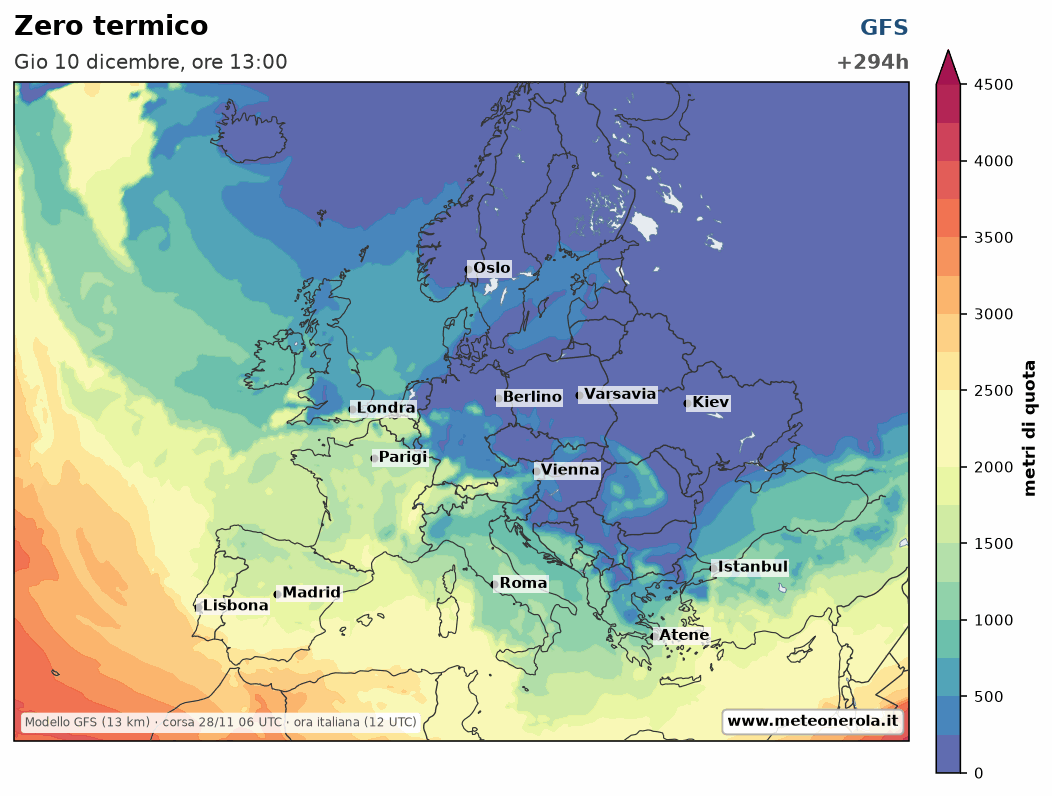 Zero termico
GFS
Gio 10 dicembre, ore 13:00
+294h
4500
4000
3500
3000
2500
2000
1500
1000
500
0
metri di quota
Oslo
Berlino
Varsavia
Kiev
Londra
Parigi
Vienna
Istanbul
Roma
Madrid
Lisbona
Atene
Modello GFS (13 km) · corsa 28/11 06 UTC · ora italiana (12 UTC)
www.meteonerola.it